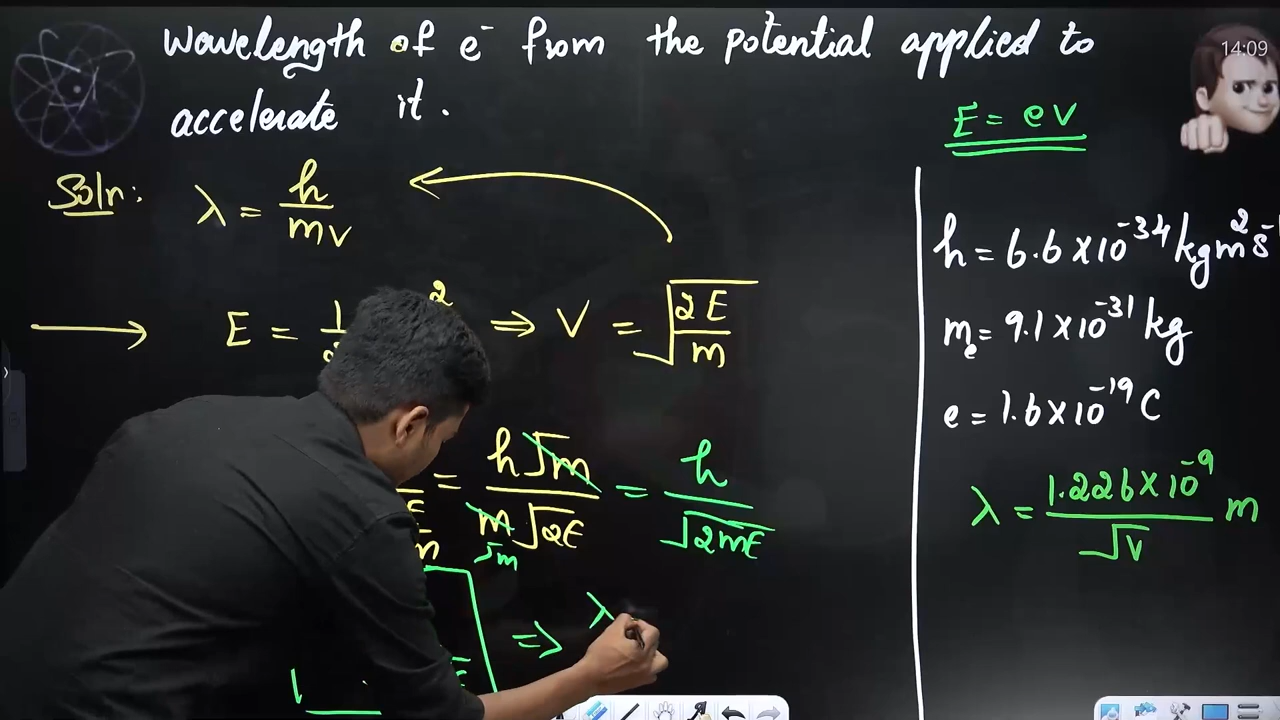 wavelength of e⁻ from the potential applied to
accelerate it.
14:09
E = eV
Soln: λ = h/mv
E = 1 2 ⇒ V = √(2E/m)
= h√m / m√2E = h/√2mE
√m
⇒ λ
h = 6.6 × 10⁻³⁴ kgm²s⁻¹
mₑ = 9.1 × 10⁻³¹ kg
e = 1.6 × 10⁻¹⁹ C
λ = 1.226 × 10⁻⁹/√V m